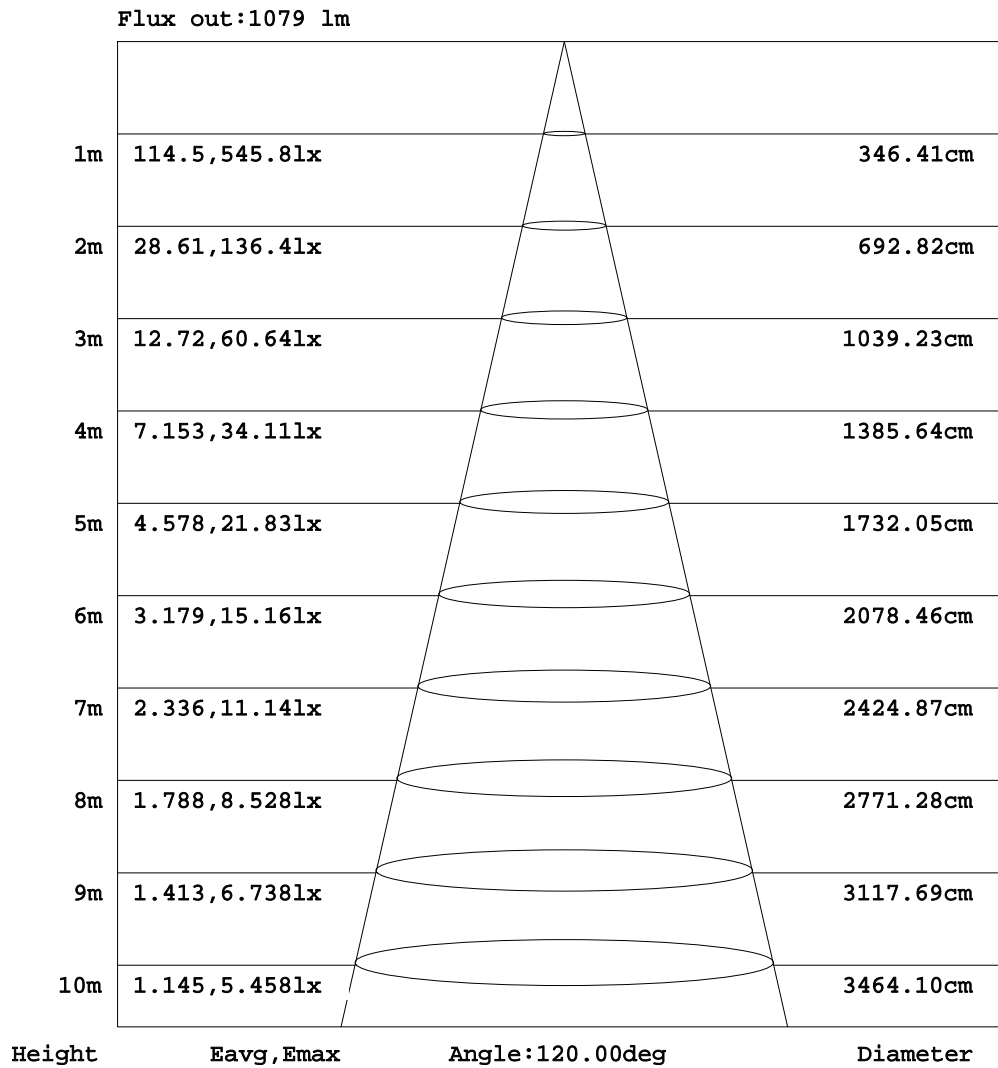 Flux out:1079 lm
1m 114.5,545.8lx 346.41cm
2m 28.61,136.4lx 692.82cm
3m 12.72,60.64lx 1039.23cm
4m 7.153,34.11lx 1385.64cm
5m 4.578,21.83lx 1732.05cm
6m 3.179,15.16lx 2078.46cm
7m 2.336,11.14lx 2424.87cm
8m 1.788,8.528lx 2771.28cm
9m 1.413,6.738lx 3117.69cm
10m 1.145,5.458lx 3464.10cm
Height Eavg,Emax Angle:120.00deg Diameter